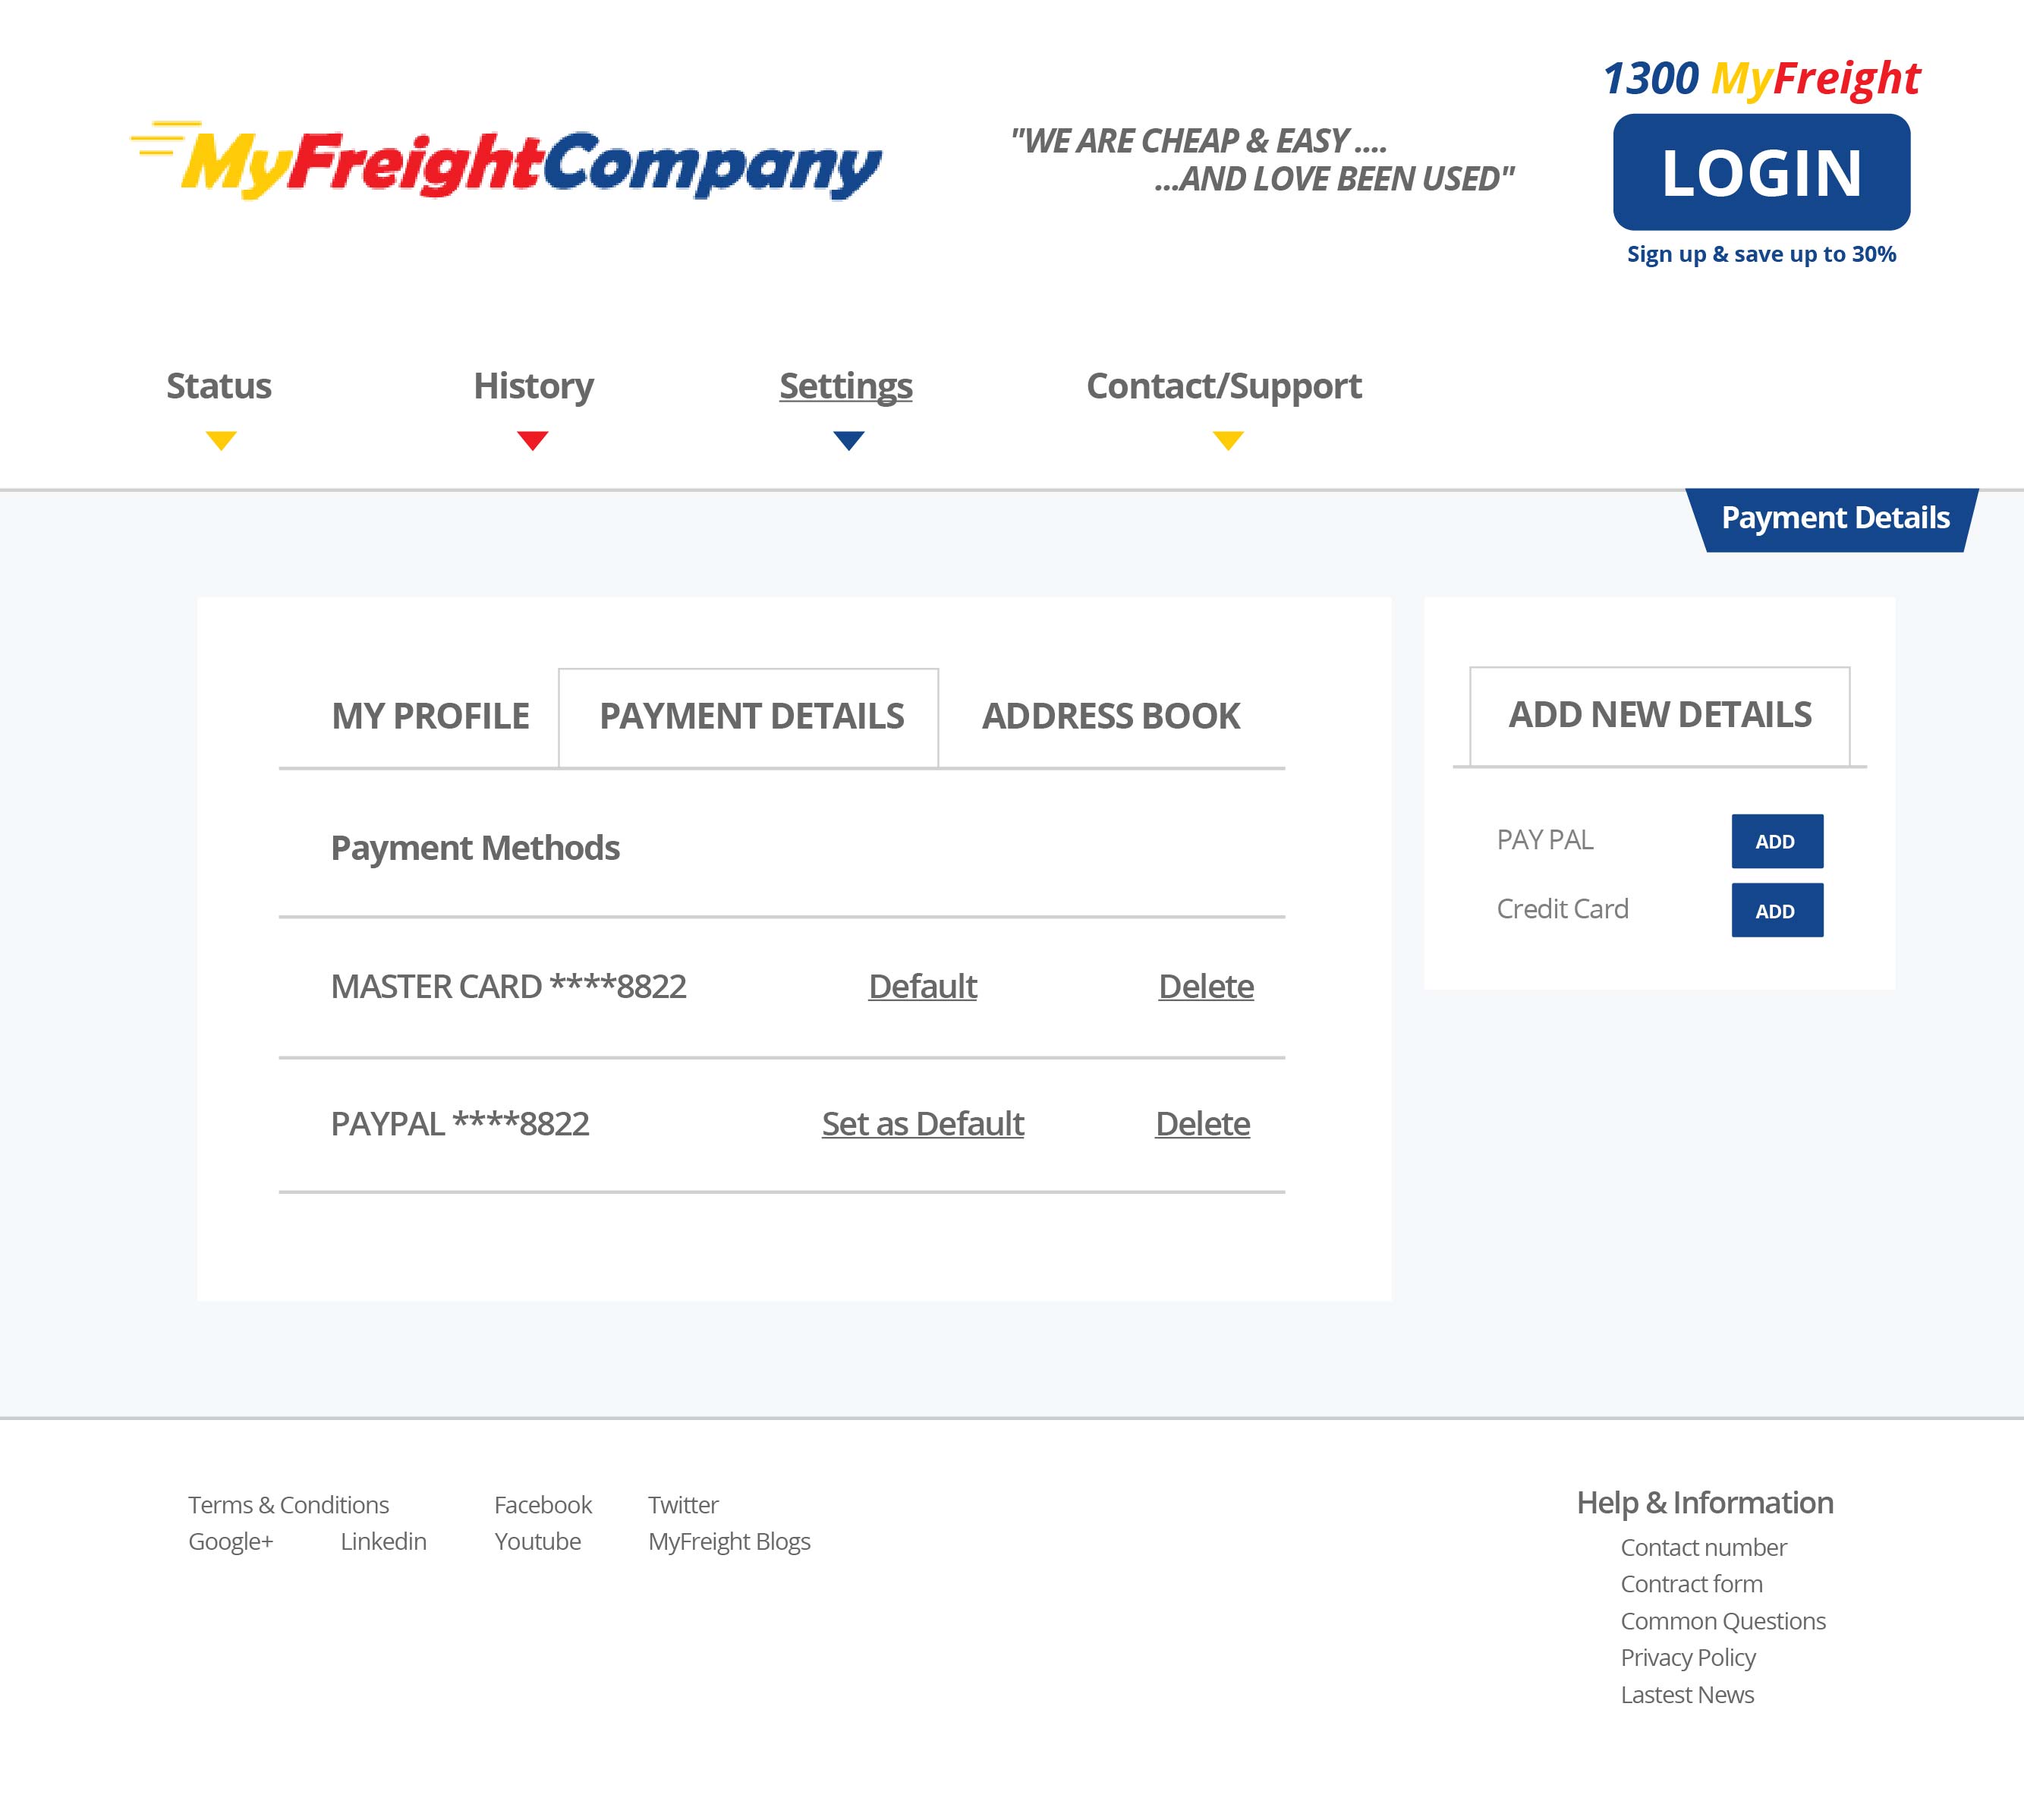 1300 MyFreight
MyFreightCompany
"WE ARE CHEAP & EASY ....
...AND LOVE BEEN USED"
LOGIN
Sign up & save up to 30%
Status History Settings Contact/Support
Payment Details
MY PROFILE PAYMENT DETAILS ADDRESS BOOK
Payment Methods
MASTER CARD ****8822 Default Delete
PAYPAL ****8822 Set as Default Delete
ADD NEW DETAILS
PAY PAL ADD
Credit Card ADD
Terms & Conditions Facebook Twitter
Google+ Linkedin Youtube MyFreight Blogs
Help & Information
Contact number
Contract form
Common Questions
Privacy Policy
Lastest News